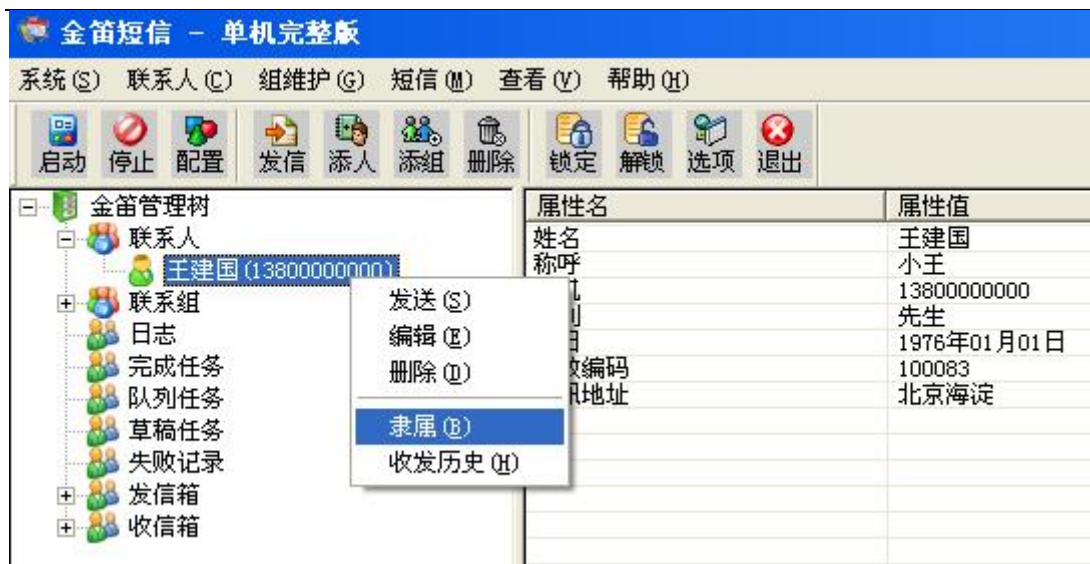 金笛短信 - 单机完整版
系统(S) 联系人(C) 组维护(G) 短信(M) 查看(V) 帮助(H)
启动 停止 配置 发信 添人 添组 删除 锁定 解锁 选项 退出
金笛管理树
联系人
王建国(13800000000)
联系组
日志
完成任务
队列任务
草稿任务
失败记录
发信箱
收信箱
发送(S)
编辑(E)
删除(D)
隶属(B)
收发历史(H)
属性名 属性值
姓名 王建国
称呼 小王
13800000000
先生
1976年01月01日
编码 100083
地址 北京海淀